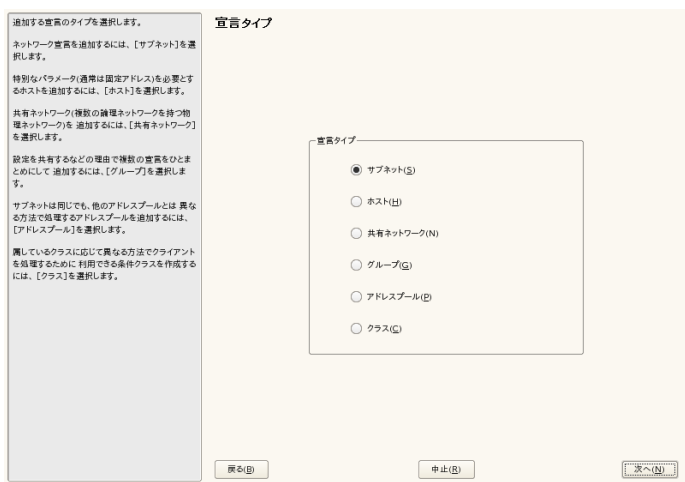 追加する宣言のタイプを選択します。
ネットワーク宣言を追加するには、[サブネット]を選
択します。
特別なパラメータ(通常は固定アドレス)を必要とす
るホストを追加するには、[ホスト]を選択します。
共有ネットワーク(複数の論理ネットワークを持つ物
理ネットワーク)を 追加するには、[共有ネットワーク]
を選択します。
設定を共有するなどの理由で複数の宣言をひとま
とめにして 追加するには、[グループ]を選択しま
す。
サブネットは同じでも、他のアドレスプールとは 異な
る方法で処理するアドレスプールを追加するには、
[アドレスプール]を選択します。
属しているクラスに応じて異なる方法でクライアント
を処理するために 利用できる条件クラスを作成する
には、[クラス]を選択します。
宣言タイプ
宣言タイプ
サブネット(S)
ホスト(H)
共有ネットワーク(N)
グループ(G)
アドレスプール(P)
クラス(C)
戻る(B)
中止(R)
次へ(N)